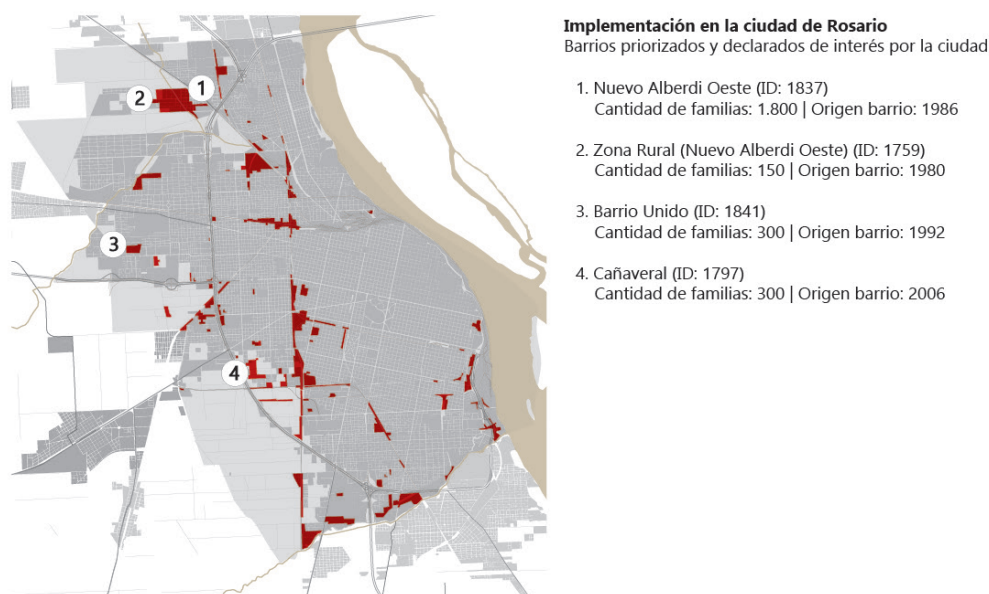 Implementación en la ciudad de Rosario
Barrios priorizados y declarados de interés por la ciudad
1. Nuevo Alberdi Oeste (ID: 1837)
Cantidad de familias: 1.800 | Origen barrio: 1986
2. Zona Rural (Nuevo Alberdi Oeste) (ID: 1759)
Cantidad de familias: 150 | Origen barrio: 1980
3. Barrio Unido (ID: 1841)
Cantidad de familias: 300 | Origen barrio: 1992
4. Cañaveral (ID: 1797)
Cantidad de familias: 300 | Origen barrio: 2006
1
2
3
4